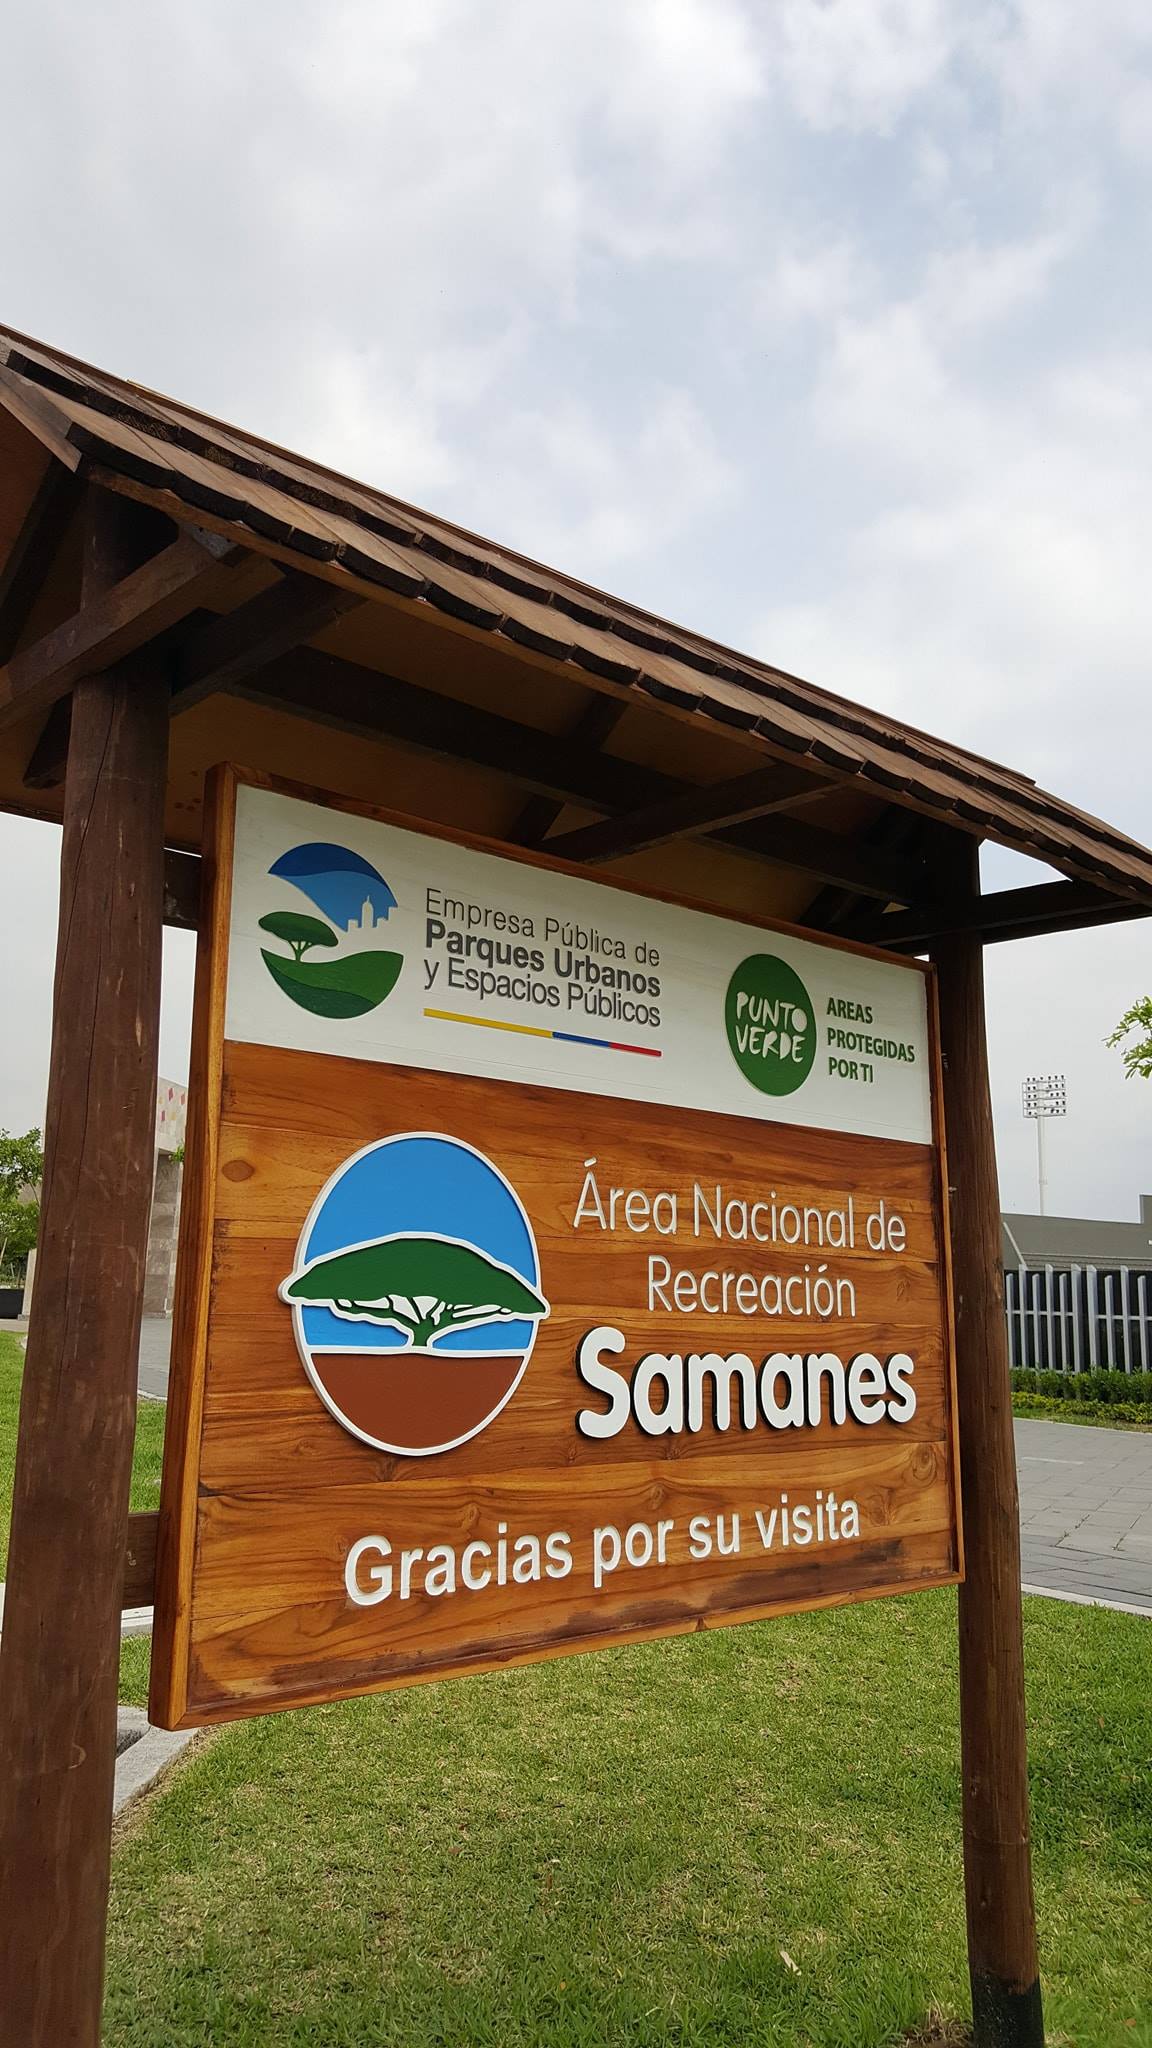 Empresa Pública de
Parques Urbanos
y Espacios Públicos
PUNTO
VERDE
AREAS
PROTEGIDAS
POR TI
Área Nacional de
Recreación
Samanes
Gracias por su visita